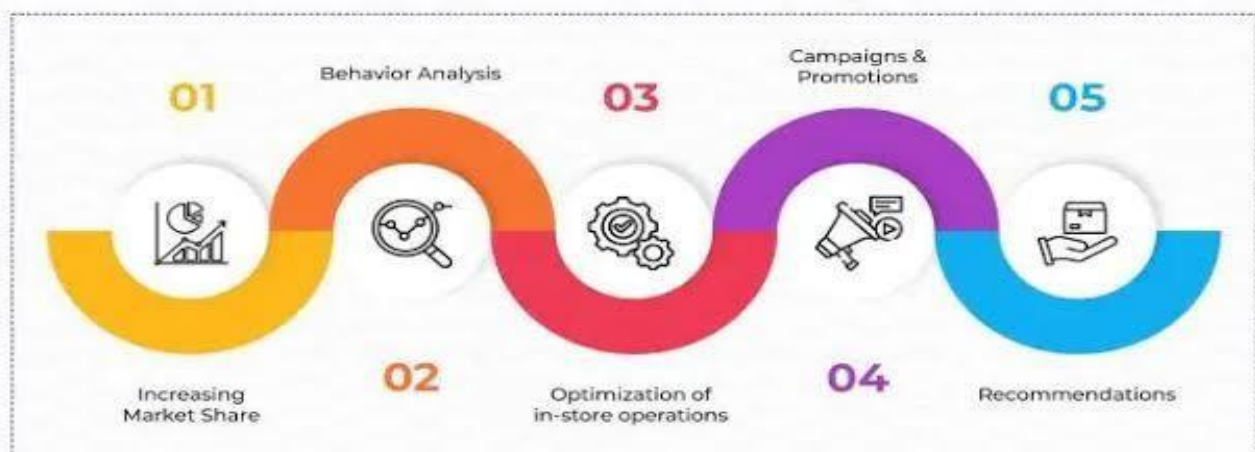 01
Increasing
Market Share
Behavior Analysis
02
03
Optimization of
in-store operations
Campaigns &
Promotions
04
05
Recommendations